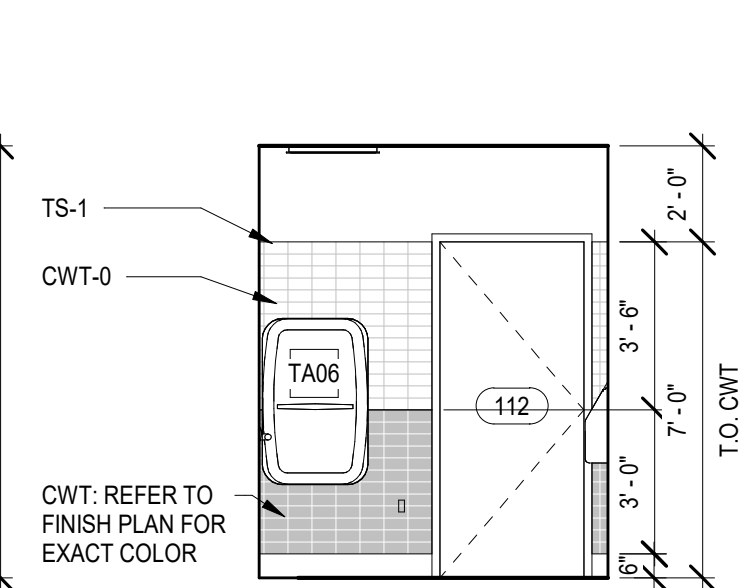 TS-1
CWT-0
TA06
112
CWT: REFER TO
FINISH PLAN FOR
EXACT COLOR
2' - 0"
3' - 6"
3' - 0"
6"
7' - 0"
T.O. CWT